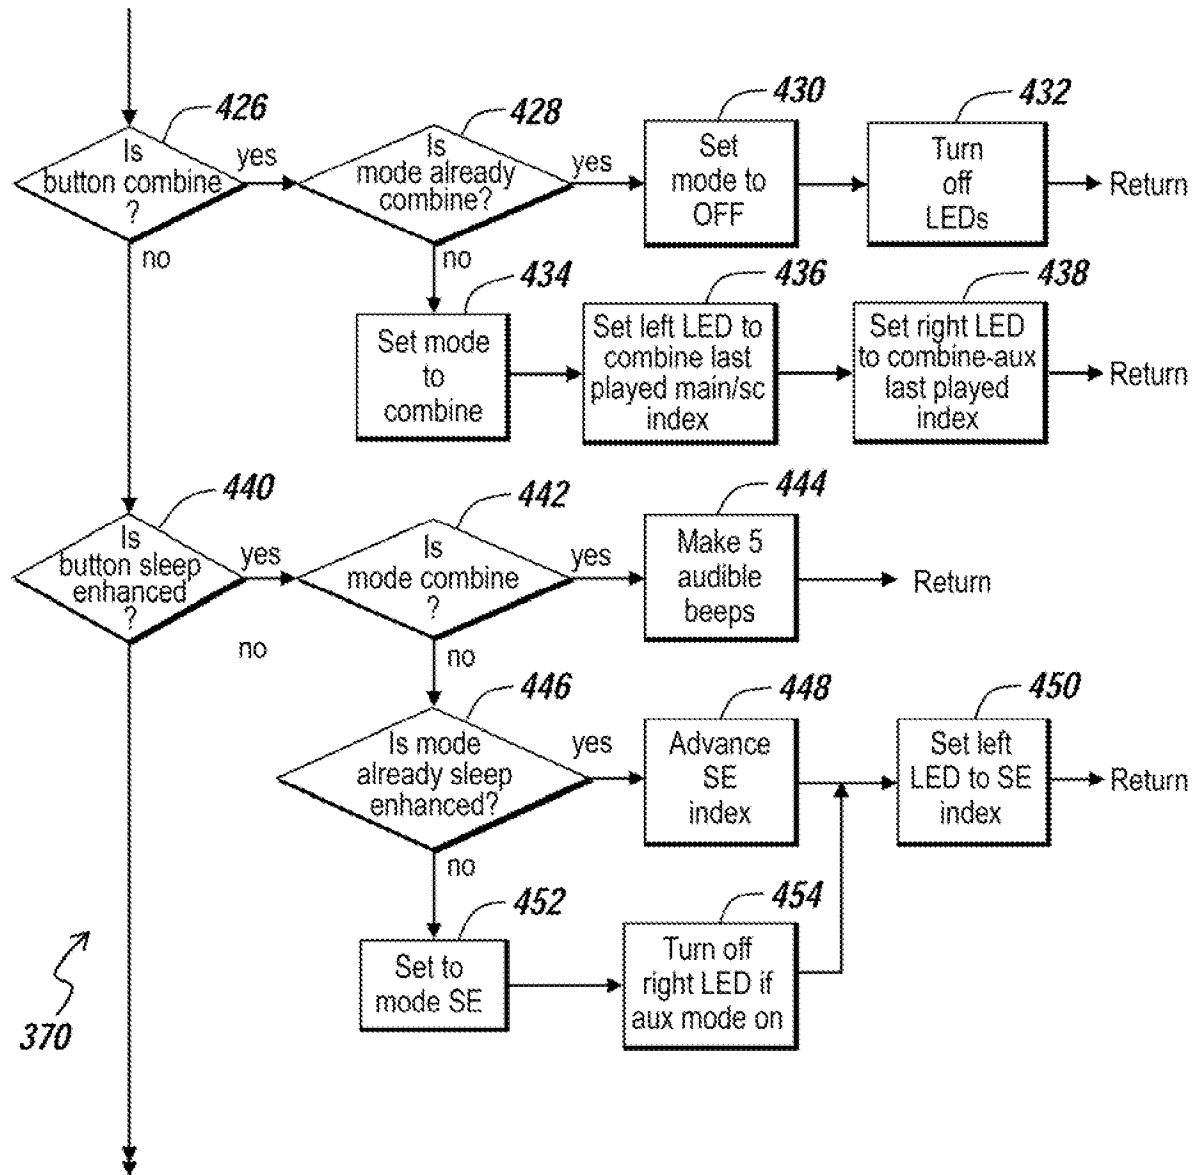 426
Is
button combine
?
yes
no
428
Is
mode already
combine?
yes
no
430
Set
mode to
OFF
432
Turn
off
LEDs
Return
434
Set mode
to
combine
436
Set left LED to
combine last
played main/sc
index
438
Set right LED
to combine-aux
last played
index
Return
440
Is
button sleep
enhanced
?
yes
no
442
Is
mode combine
?
yes
no
444
Make 5
audible
beeps
Return
446
Is mode
already sleep
enhanced?
yes
no
448
Advance
SE
index
450
Set left
LED to SE
index
Return
452
Set to
mode SE
454
Turn off
right LED if
aux mode on
370